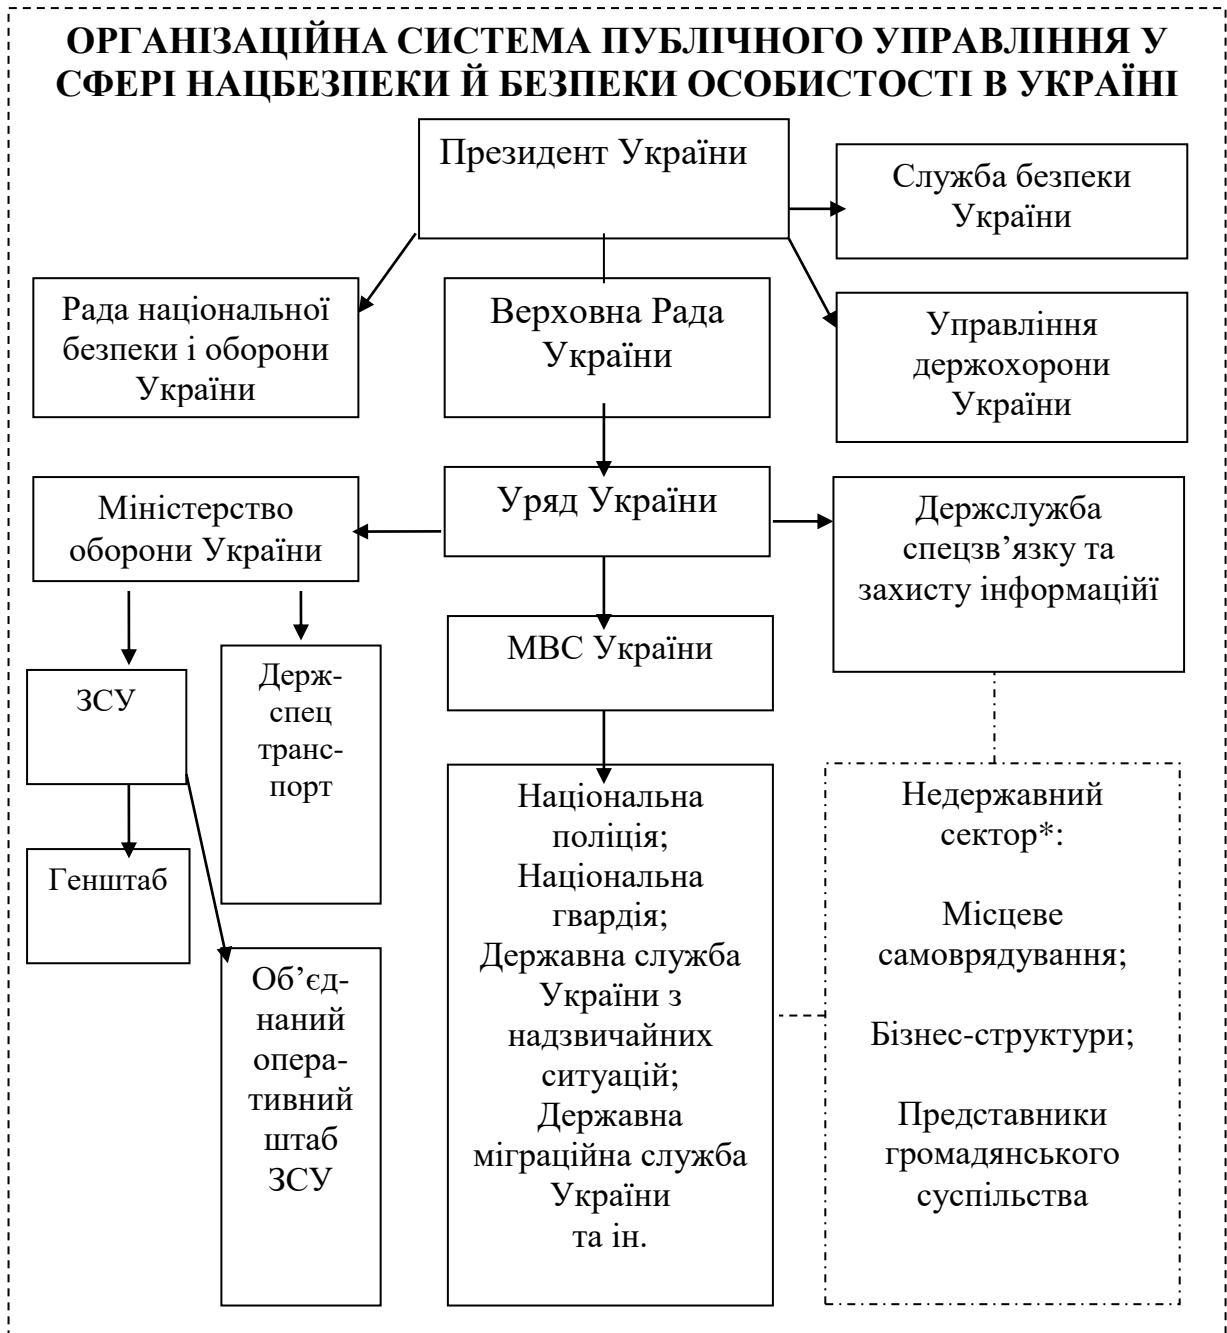 ОРГАНІЗАЦІЙНА СИСТЕМА ПУБЛІЧНОГО УПРАВЛІННЯ У
СФЕРІ НАЦБЕЗПЕКИ Й БЕЗПЕКИ ОСОБИСТОСТІ В УКРАЇНІ
Президент України
Служба безпеки
України
Рада національної
безпеки і оборони
України
Верховна Рада
України
Управління
держохорони
України
Міністерство
оборони України
Уряд України
Держслужба
спецзв’язку та
захисту інформаційї
ЗСУ
Держ-
спец
транс-
порт
МВС України
Генштаб
Об’єд-
наний
опера-
тивний
штаб
ЗСУ
Національна
поліція;
Національна
гвардія;
Державна служба
України з
надзвичайних
ситуацій;
Державна
міграційна служба
України
та ін.
Недержавний
сектор*:
Місцеве
самоврядування;
Бізнес-структури;
Представники
громадянського
суспільства